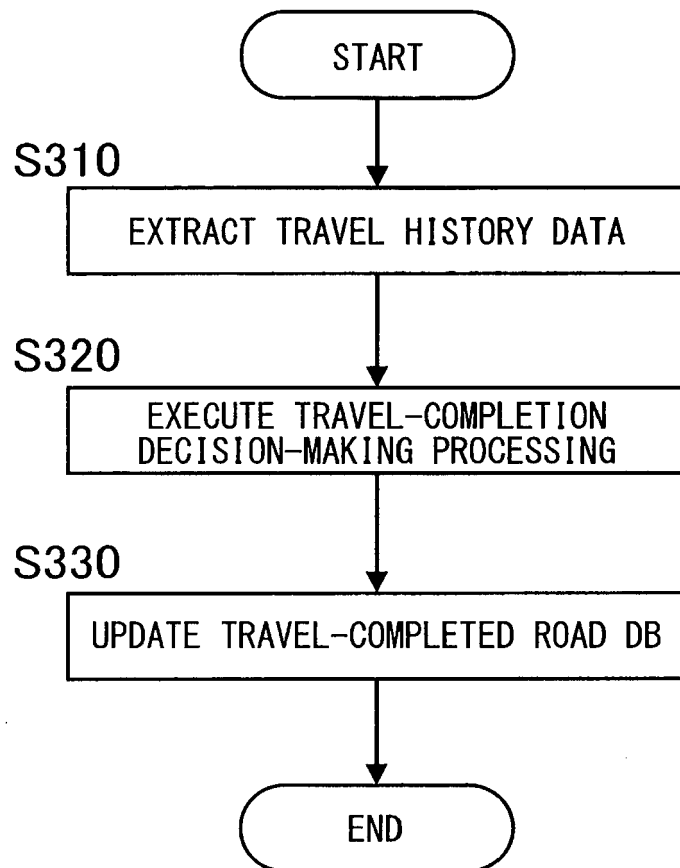 START
S310
EXTRACT TRAVEL HISTORY DATA
S320
EXECUTE TRAVEL-COMPLETION
DECISION-MAKING PROCESSING
S330
UPDATE TRAVEL-COMPLETED ROAD DB
END